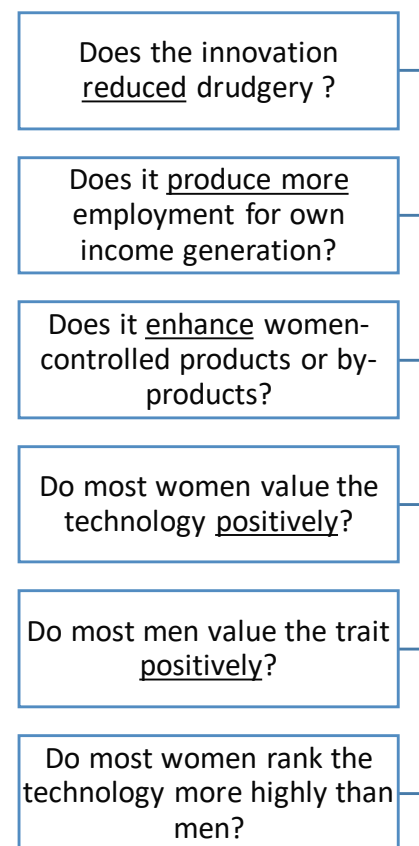 Does the innovation
reduced drudgery ?
Does it produce more
employment for own
income generation?
Does it enhance women-
controlled products or by-
products?
Do most women value the
technology positively?
Do most men value the trait
positively?
Do most women rank the
technology more highly than
men?